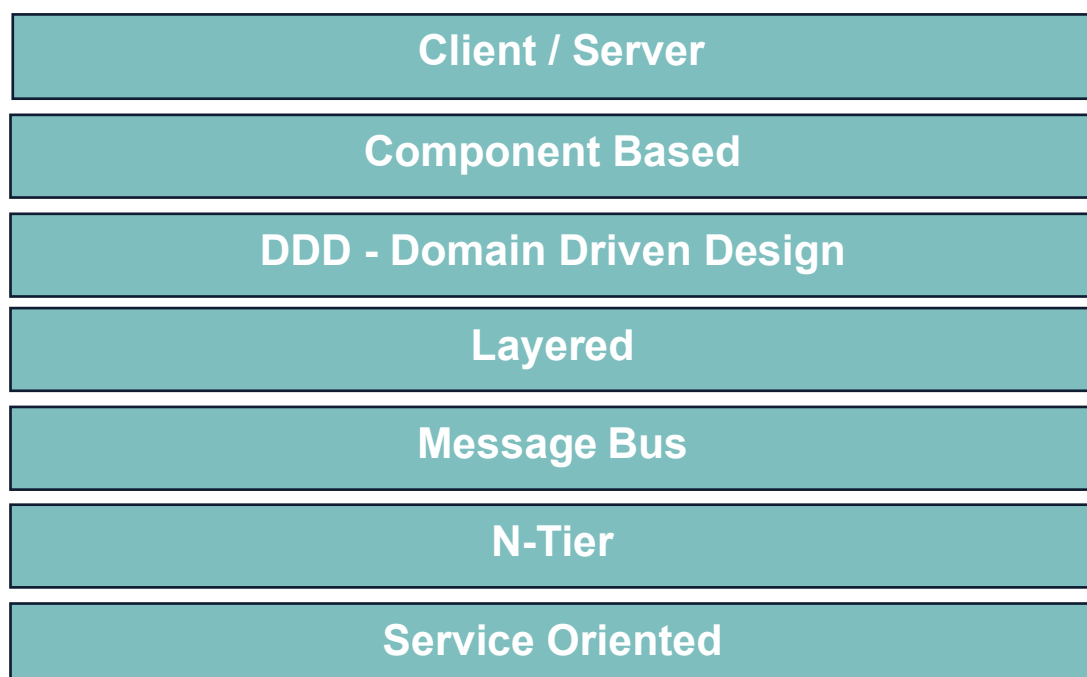 Client / Server
Component Based
DDD - Domain Driven Design
Layered
Message Bus
N-Tier
Service Oriented